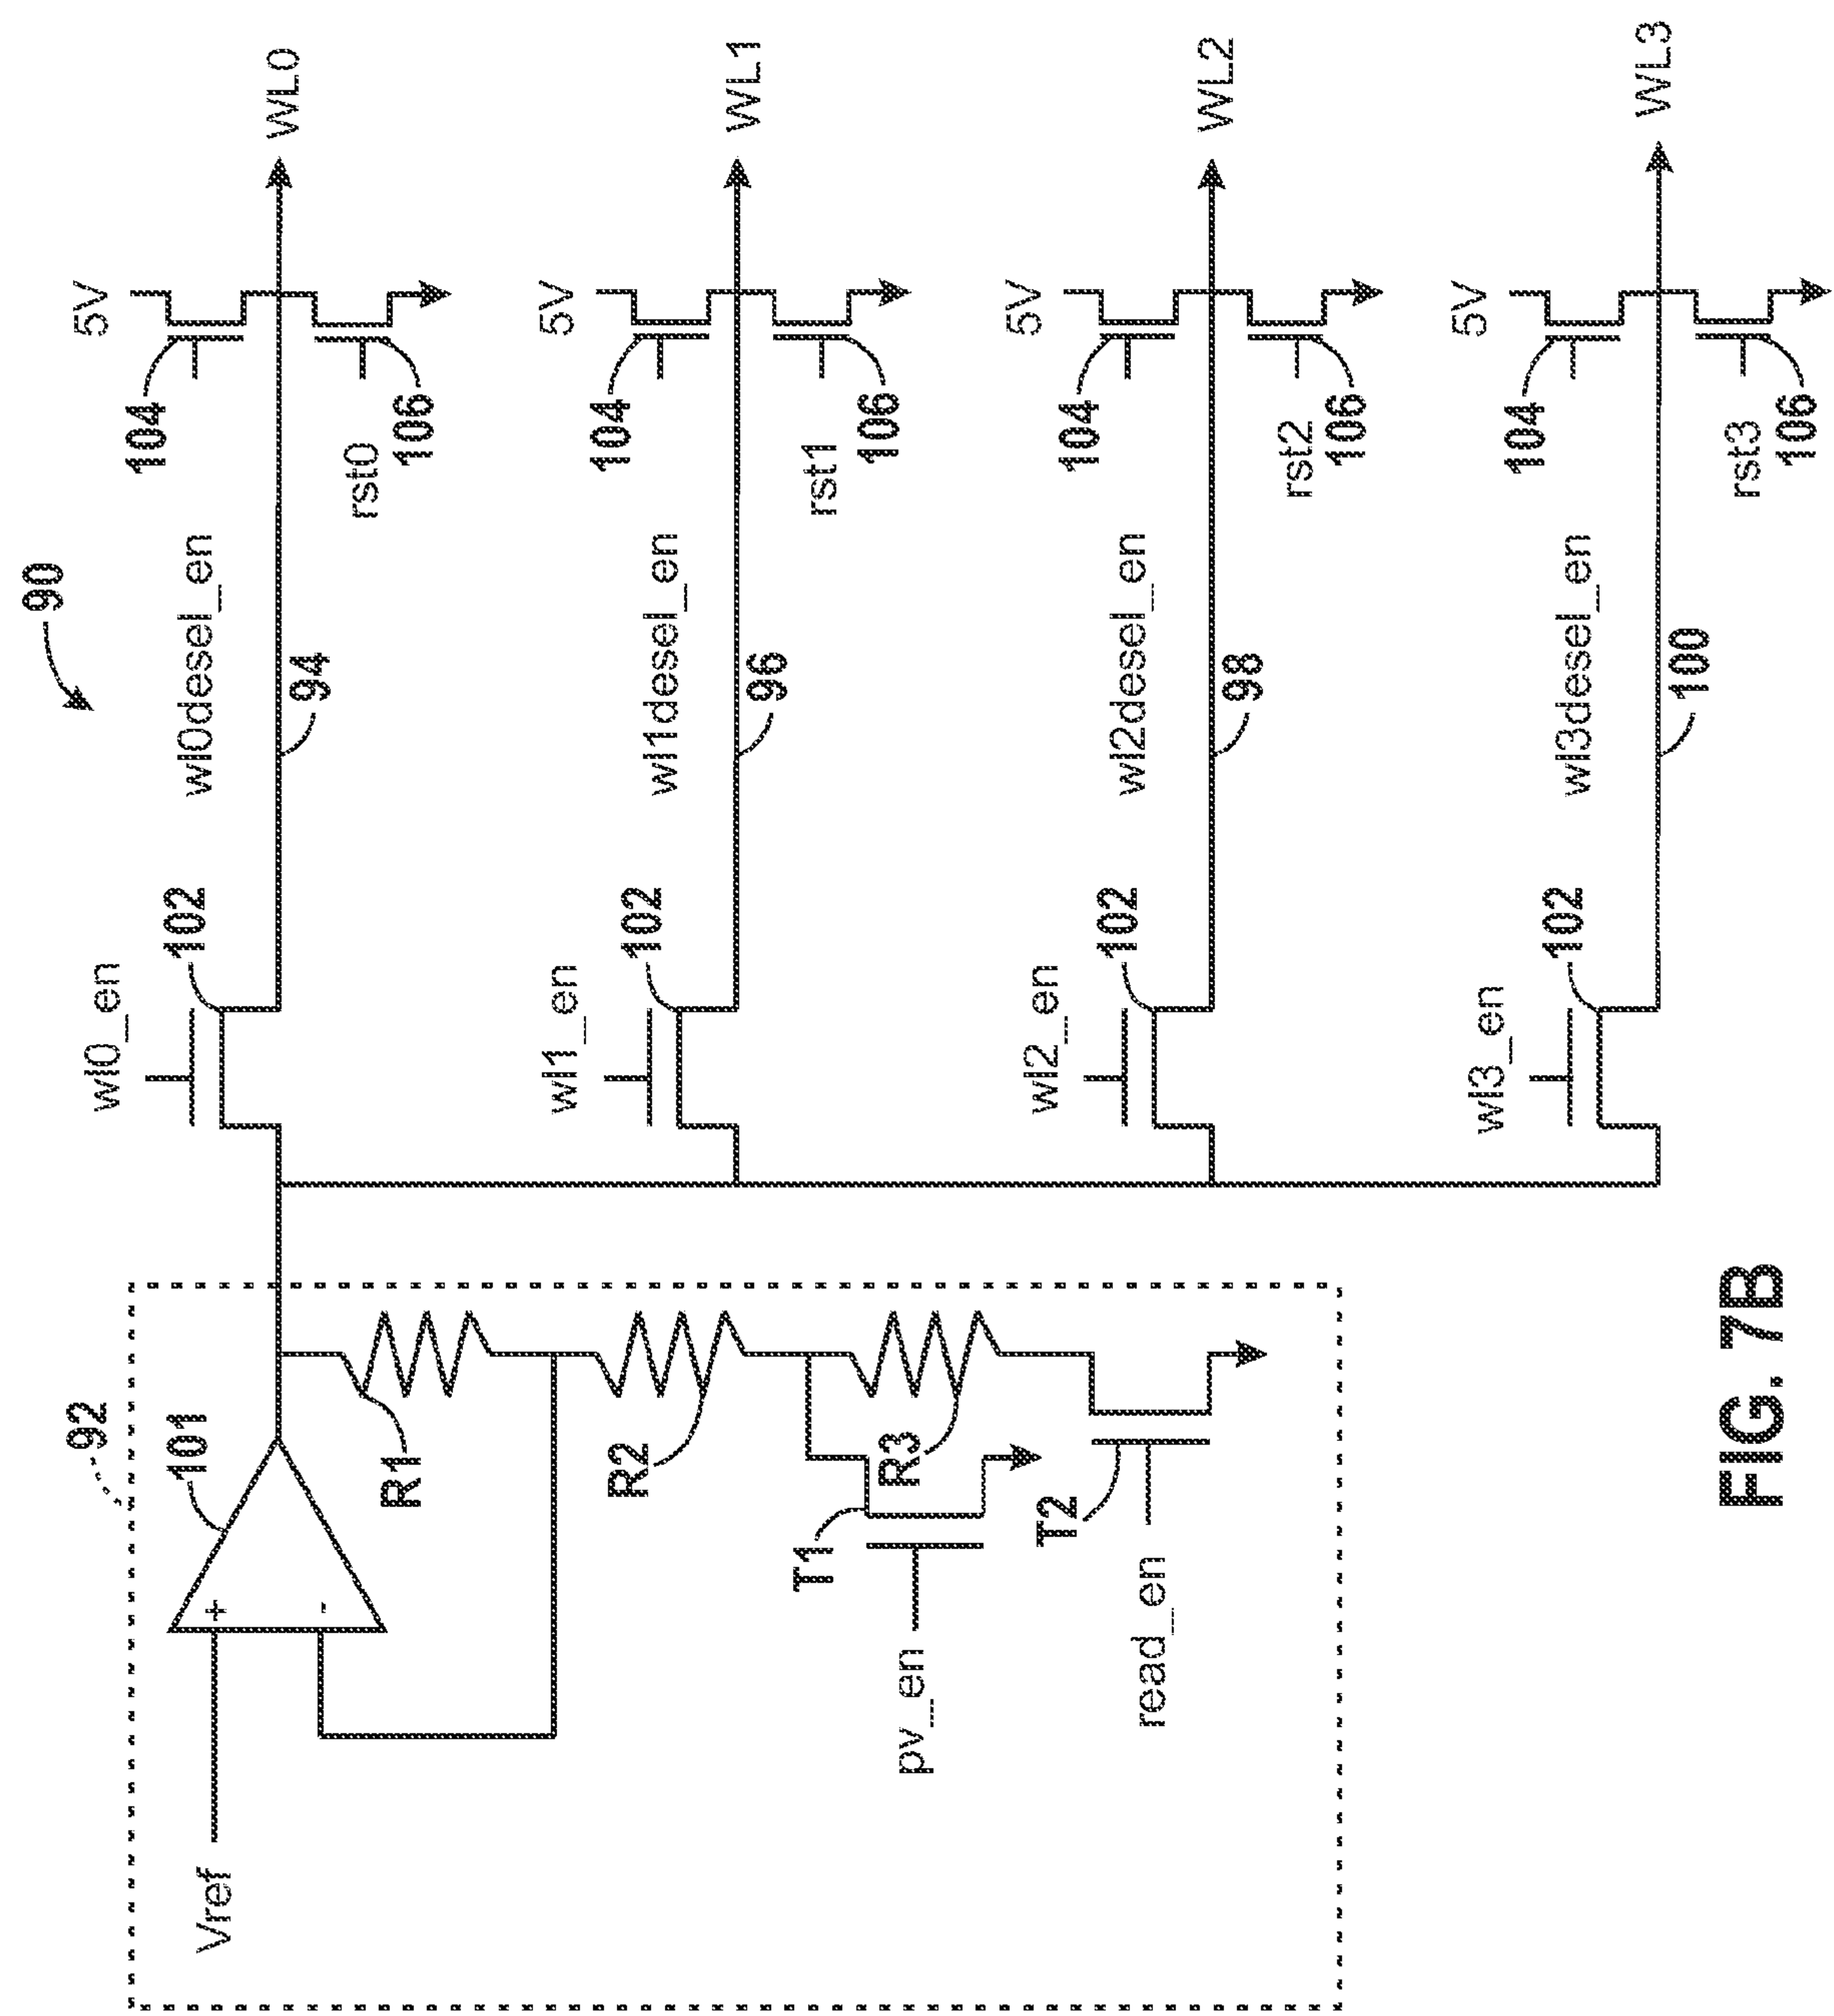 90
92
Vref
+
-
101
R1
R2
R3
T1
T2
pv_en
read_en
wl0_en
102
94
wl0desel_en
104
5V
rst0
106
WL0
wl1_en
102
96
wl1desel_en
104
5V
rst1
106
WL1
wl2_en
102
98
wl2desel_en
104
5V
rst2
106
WL2
wl3_en
102
100
wl3desel_en
104
5V
rst3
106
WL3
FIG. 7B